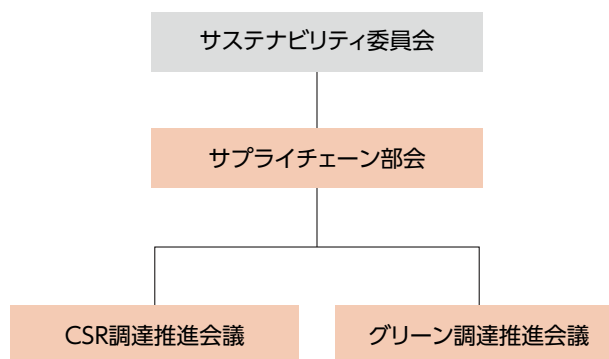 サステナビリティ委員会
サプライチェーン部会
CSR調達推進会議
グリーン調達推進会議